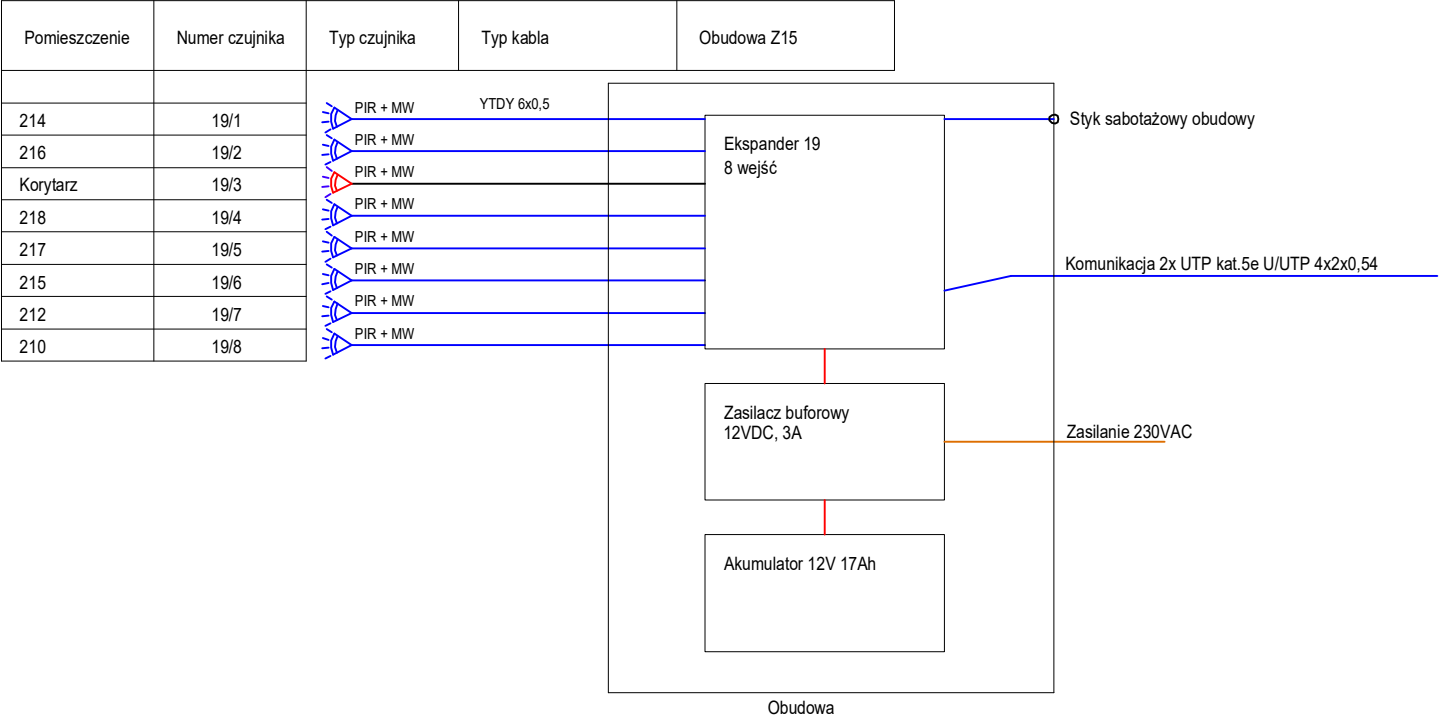 Pomieszczenie Numer czujnika Typ czujnika Typ kabla Obudowa Z15
214 19/1 PIR + MW YTDY 6x0,5
216 19/2 PIR + MW
Korytarz 19/3 PIR + MW
218 19/4 PIR + MW
217 19/5 PIR + MW
215 19/6 PIR + MW
212 19/7 PIR + MW
210 19/8 PIR + MW
Ekspander 19
8 wejść
Styk sabotażowy obudowy
Komunikacja 2x UTP kat.5e U/UTP 4x2x0,54
Zasilacz buforowy
12VDC, 3A
Zasilanie 230VAC
Akumulator 12V 17Ah
Obudowa